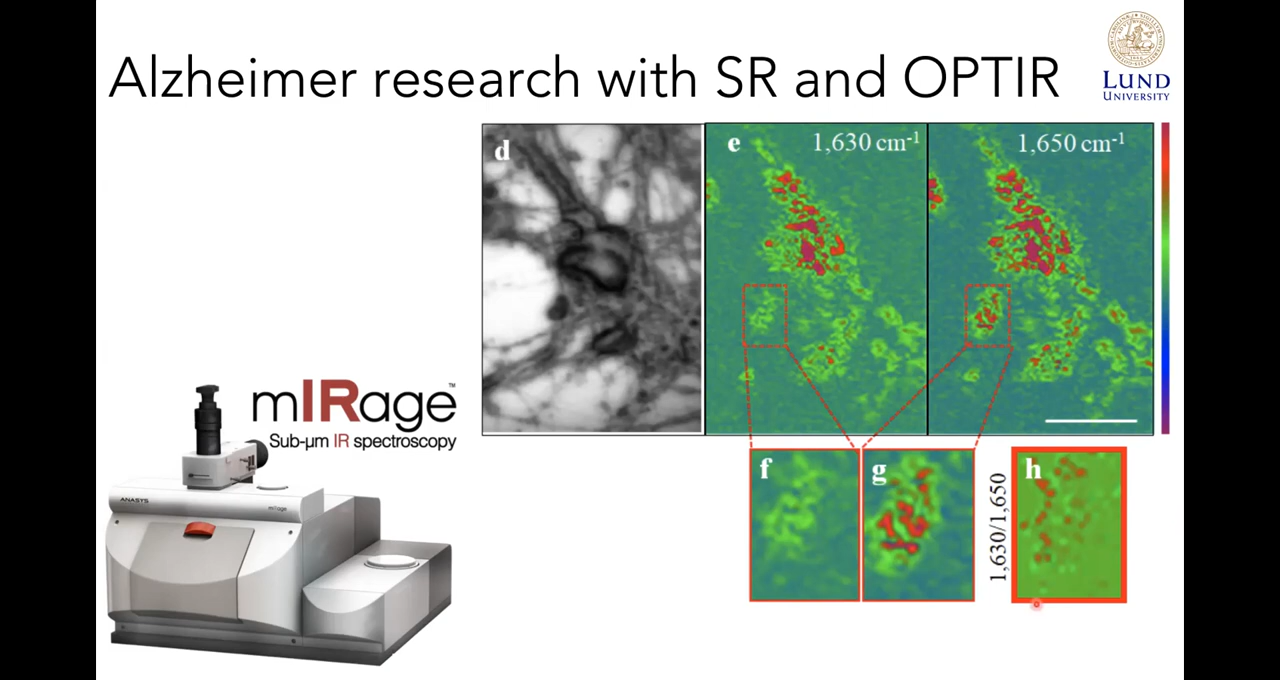 Alzheimer research with SR and OPTIR
LUND
UNIVERSITY
d
e
1,630 cm-1
1,650 cm-1
mIRage™
Sub-μm IR spectroscopy
f
g
1,630/1,650
h
ANASYS
mIRage